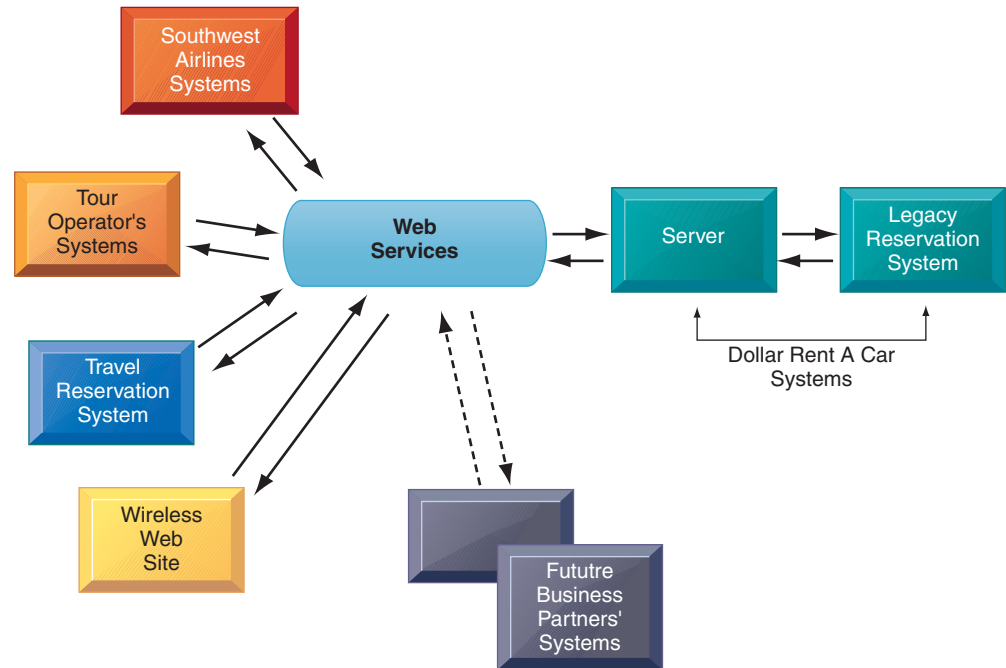 Southwest
Airlines
Systems
Tour
Operator's
Systems
Web
Services
Server
Legacy
Reservation
System
Dollar Rent A Car
Systems
Travel
Reservation
System
Wireless
Web
Site
Fututre
Business
Partners'
Systems